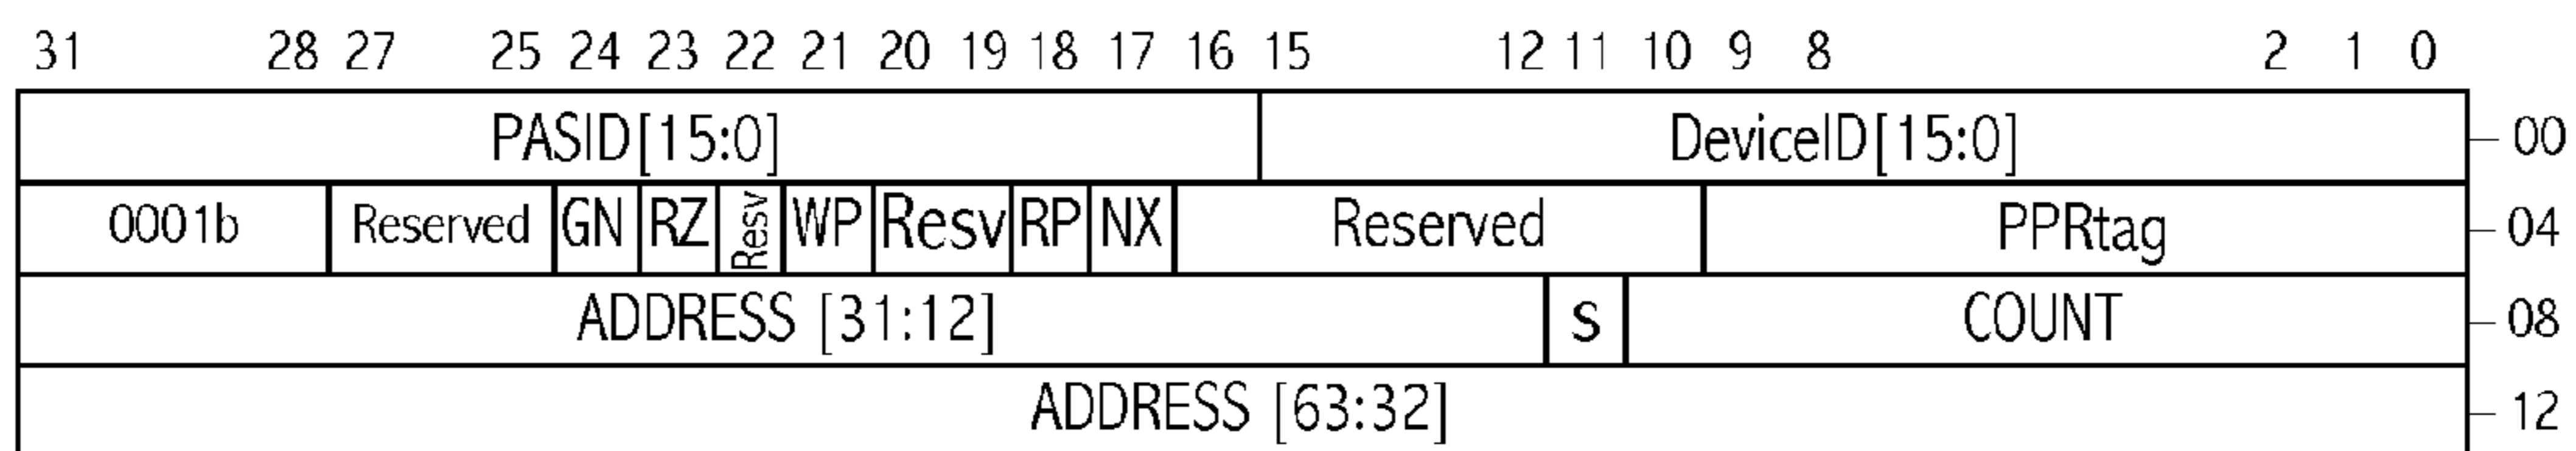 31 28 27 25 24 23 22 21 20 19 18 17 16 15 12 11 10 9 8 2 1 0
PASID[15:0] DeviceID[15:0] 00
0001b Reserved GN RZ Resv WP Resv RP NX Reserved PPRtag 04
ADDRESS [31:12] S COUNT 08
ADDRESS [63:32] 12